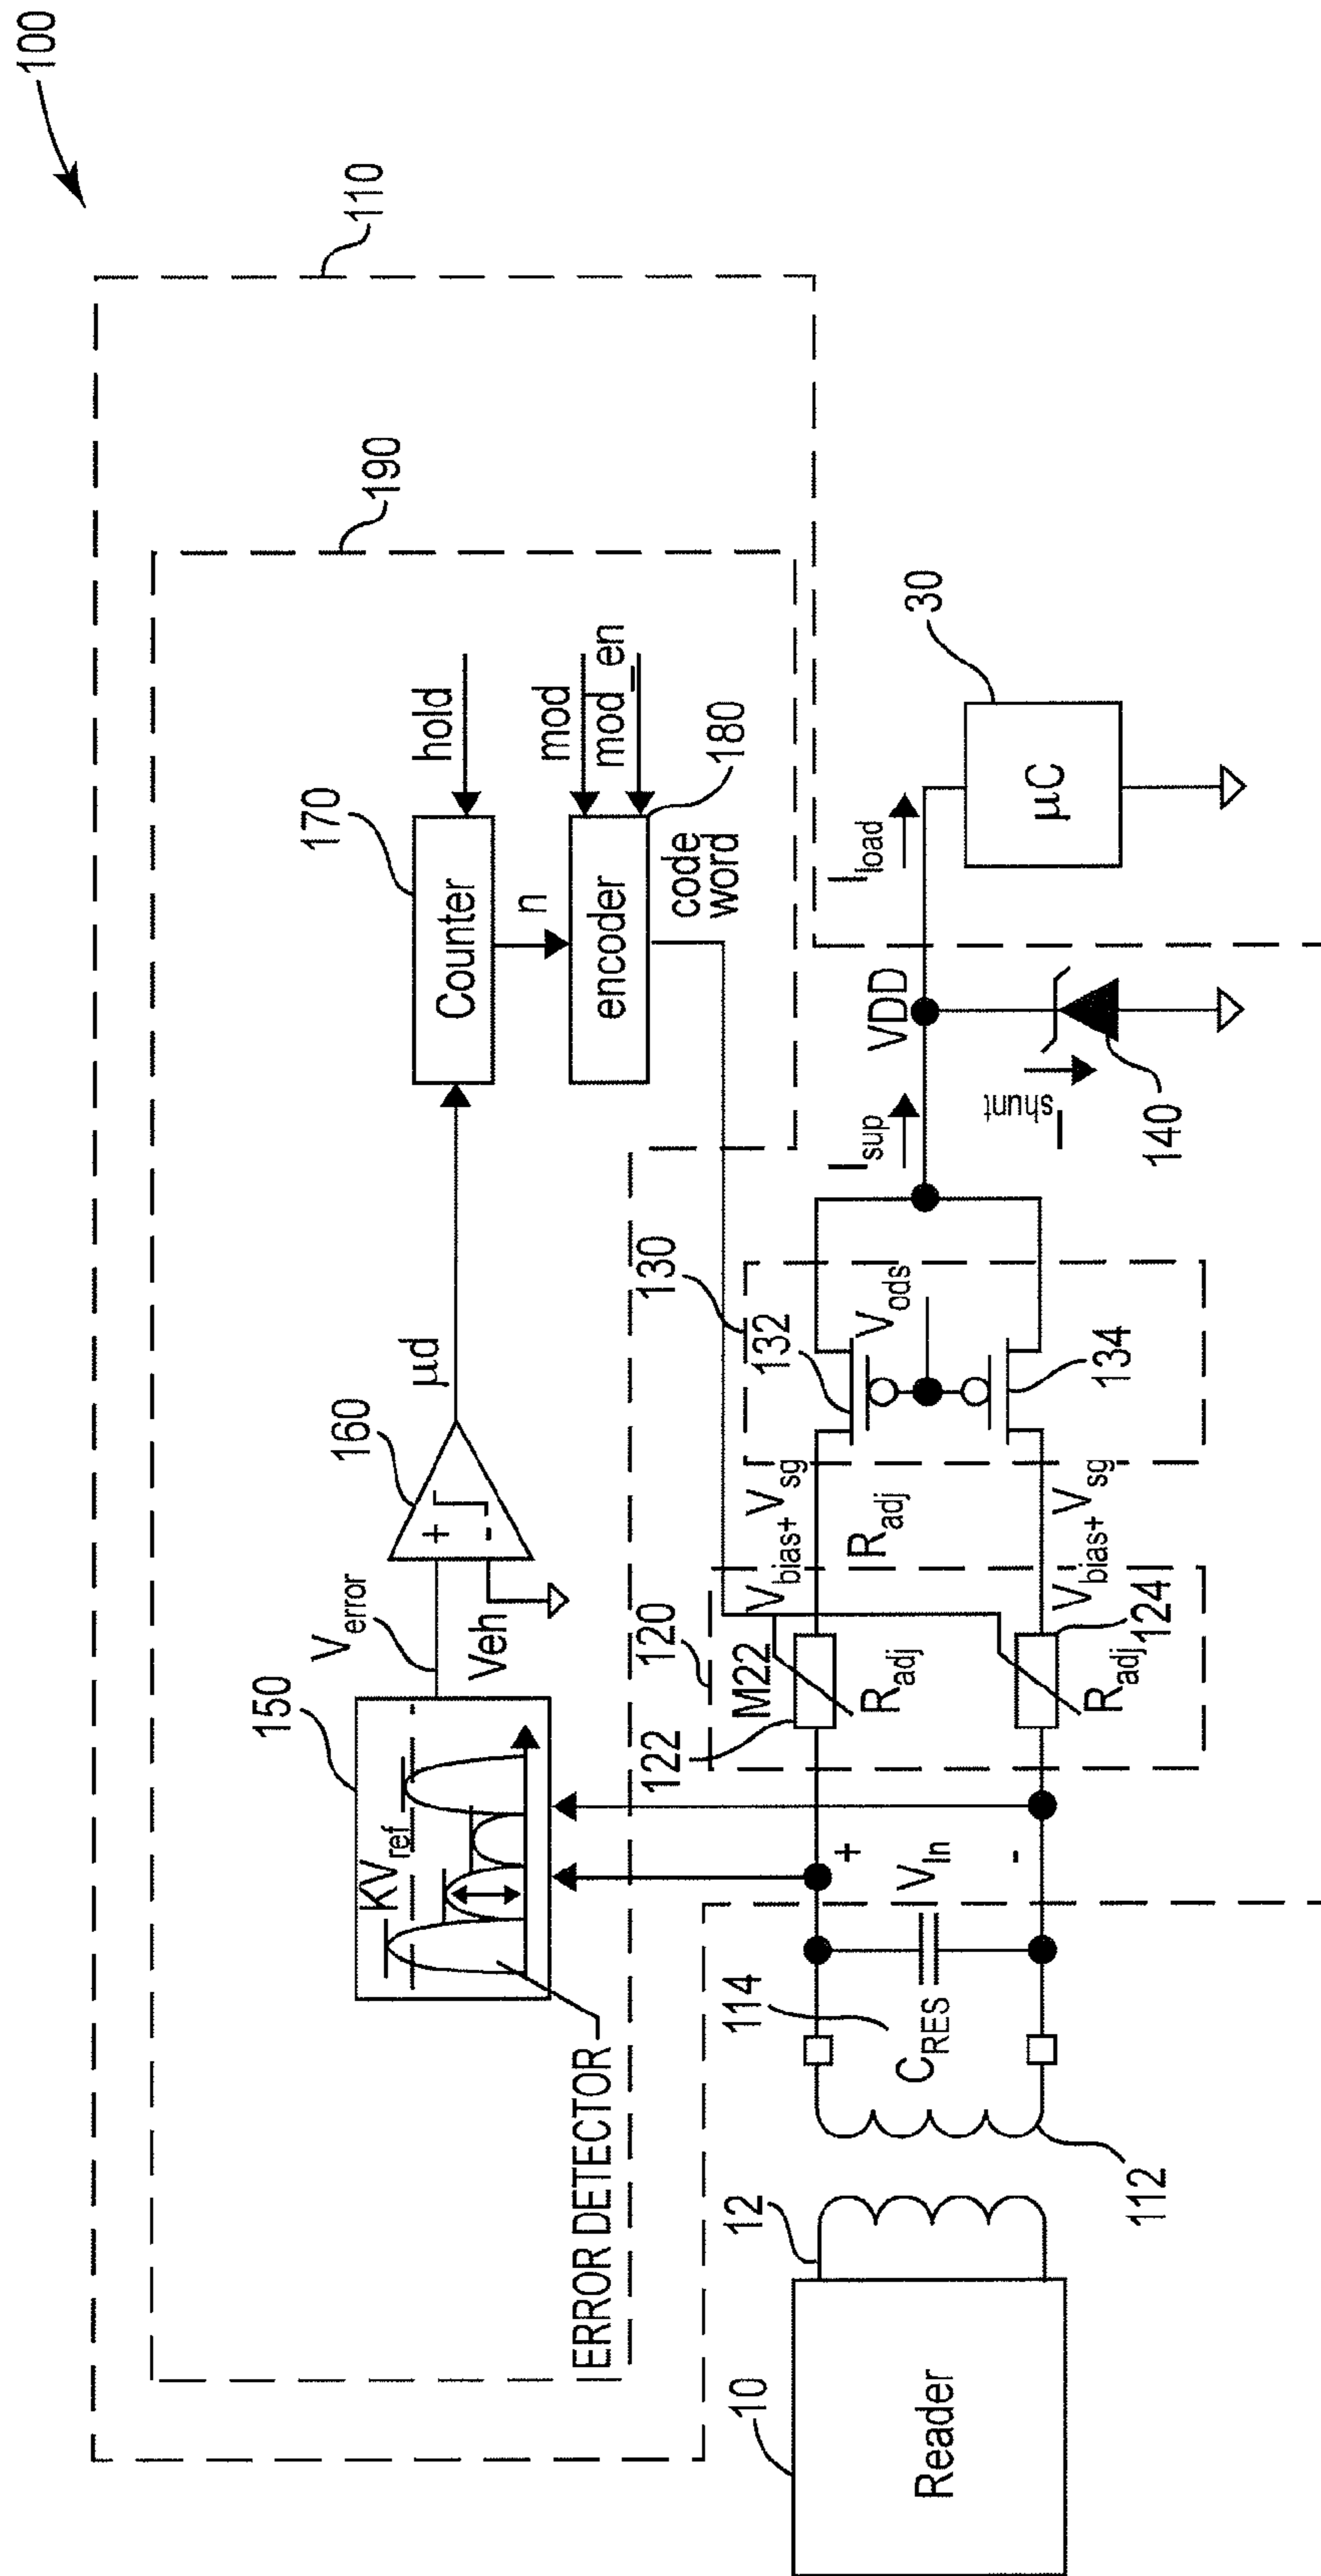 100
110
190
150
KV_ref
ERROR DETECTOR
V_error
Veh
160
+
-
μd
170
Counter
hold
n
encoder
mod
mod_en
180
code
word
10
Reader
12
112
114
C_RES
+
V_In
-
120
M22
122
R_adj
R_adj
124
V_bias+ V_sg
R_adj
V_bias+ V_sg
130
132
V_ods
134
I_sup
VDD
I_shunt
140
I_load
30
μC